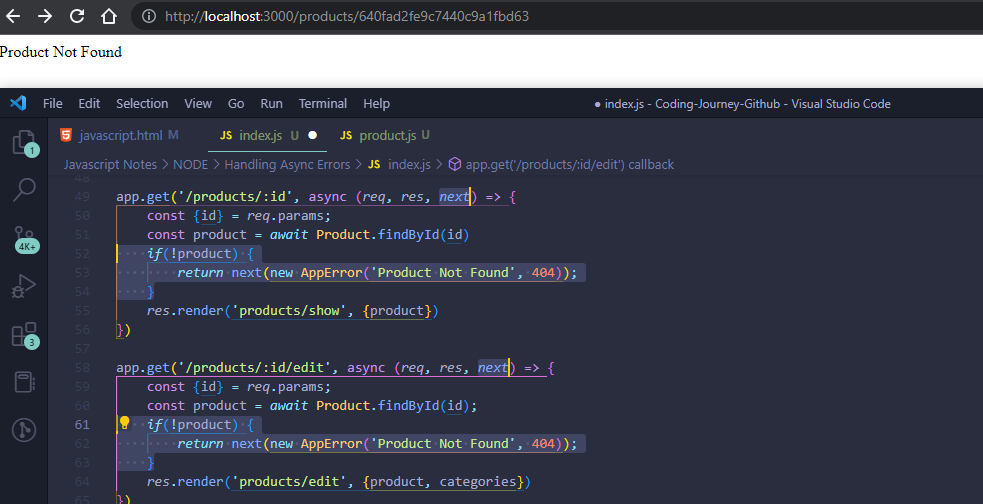 http://localhost:3000/products/640fad2fe9c7440c9a1fbd63
Product Not Found
File Edit Selection View Go Run Terminal Help ● index.js - Coding-Journey-Github - Visual Studio Code
javascript.html M JS index.js U ● JS product.js U
Javascript Notes > NODE > Handling Async Errors > JS index.js > app.get('/products/:id/edit') callback
1
4K+
3
48
49 app.get('/products/:id', async (req, res, next) => {
50 const {id} = req.params;
51 const product = await Product.findById(id)
52 if(!product) {
53 return next(new AppError('Product Not Found', 404));
54 }
55 res.render('products/show', {product})
56 })
57
58 app.get('/products/:id/edit', async (req, res, next) => {
59 const {id} = req.params;
60 const product = await Product.findById(id);
61 if(!product) {
62 return next(new AppError('Product Not Found', 404));
63 }
64 res.render('products/edit', {product, categories})
65 })